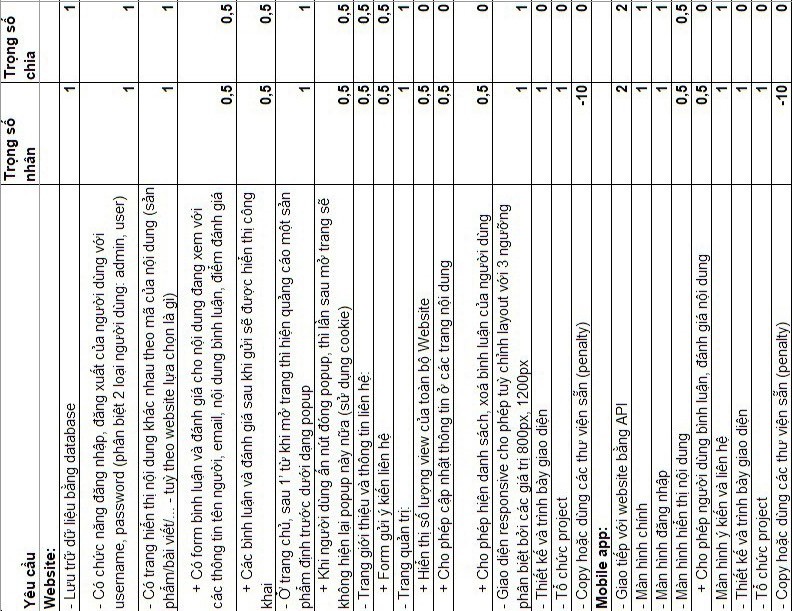 Yêu cầu Trọng số nhân Trọng số chia
Website:
- Lưu trữ dữ liệu bằng database 1 1
- Có chức năng đăng nhập, đăng xuất của người dùng với
username, password (phân biệt 2 loại người dùng: admin, user) 1 1
- Có trang hiển thị nội dung khác nhau theo mã của nội dung (sản
phẩm/bài viết/... - tuỳ theo website lựa chọn là gì) 1 1
+ Có form bình luận và đánh giá cho nội dung đang xem với
các thông tin tên người, email, nội dung bình luận, điểm đánh giá 0,5 0,5
+ Các bình luận và đánh giá sau khi gửi sẽ được hiển thị công
khai 0,5 0,5
- Ở trang chủ, sau 1' từ khi mở trang thì hiện quảng cáo một sản
phẩm định trước dưới dạng popup 1 1
+ Khi người dùng ấn nút đóng popup, thì lần sau mở trang sẽ
không hiện lại popup này nữa (sử dụng cookie) 0,5 0,5
- Trang giới thiệu và thông tin liên hệ: 0,5 0,5
+ Form gửi ý kiến liên hệ 0,5 0,5
- Trang quản trị: 1 1
+ Hiển thị số lượng view của toàn bộ Website 0,5 0
+ Cho phép cập nhật thông tin ở các trang nội dung 0,5 0
+ Cho phép hiện danh sách, xoá bình luận của người dùng 0,5 0
- Giao diện responsive cho phép tuỳ chỉnh layout với 3 ngưỡng
phân biệt bởi các giá trị 800px, 1200px 1 1
- Thiết kế và trình bày giao diện 1 0
- Tổ chức project 1 0
- Copy hoặc dùng các thư viện sẵn (penalty) -10 0
Mobile app:
- Giao tiếp với website bằng API 2 2
- Màn hình chính 1 1
- Màn hình đăng nhập 1 1
- Màn hình hiển thị nội dung 0,5 0,5
+ Cho phép người dùng bình luận, đánh giá nội dung 0,5 0
- Màn hình ý kiến và liên hệ 1 1
- Thiết kế và trình bày giao diện 1 0
- Tổ chức project 1 0
- Copy hoặc dùng các thư viện sẵn (penalty) -10 0